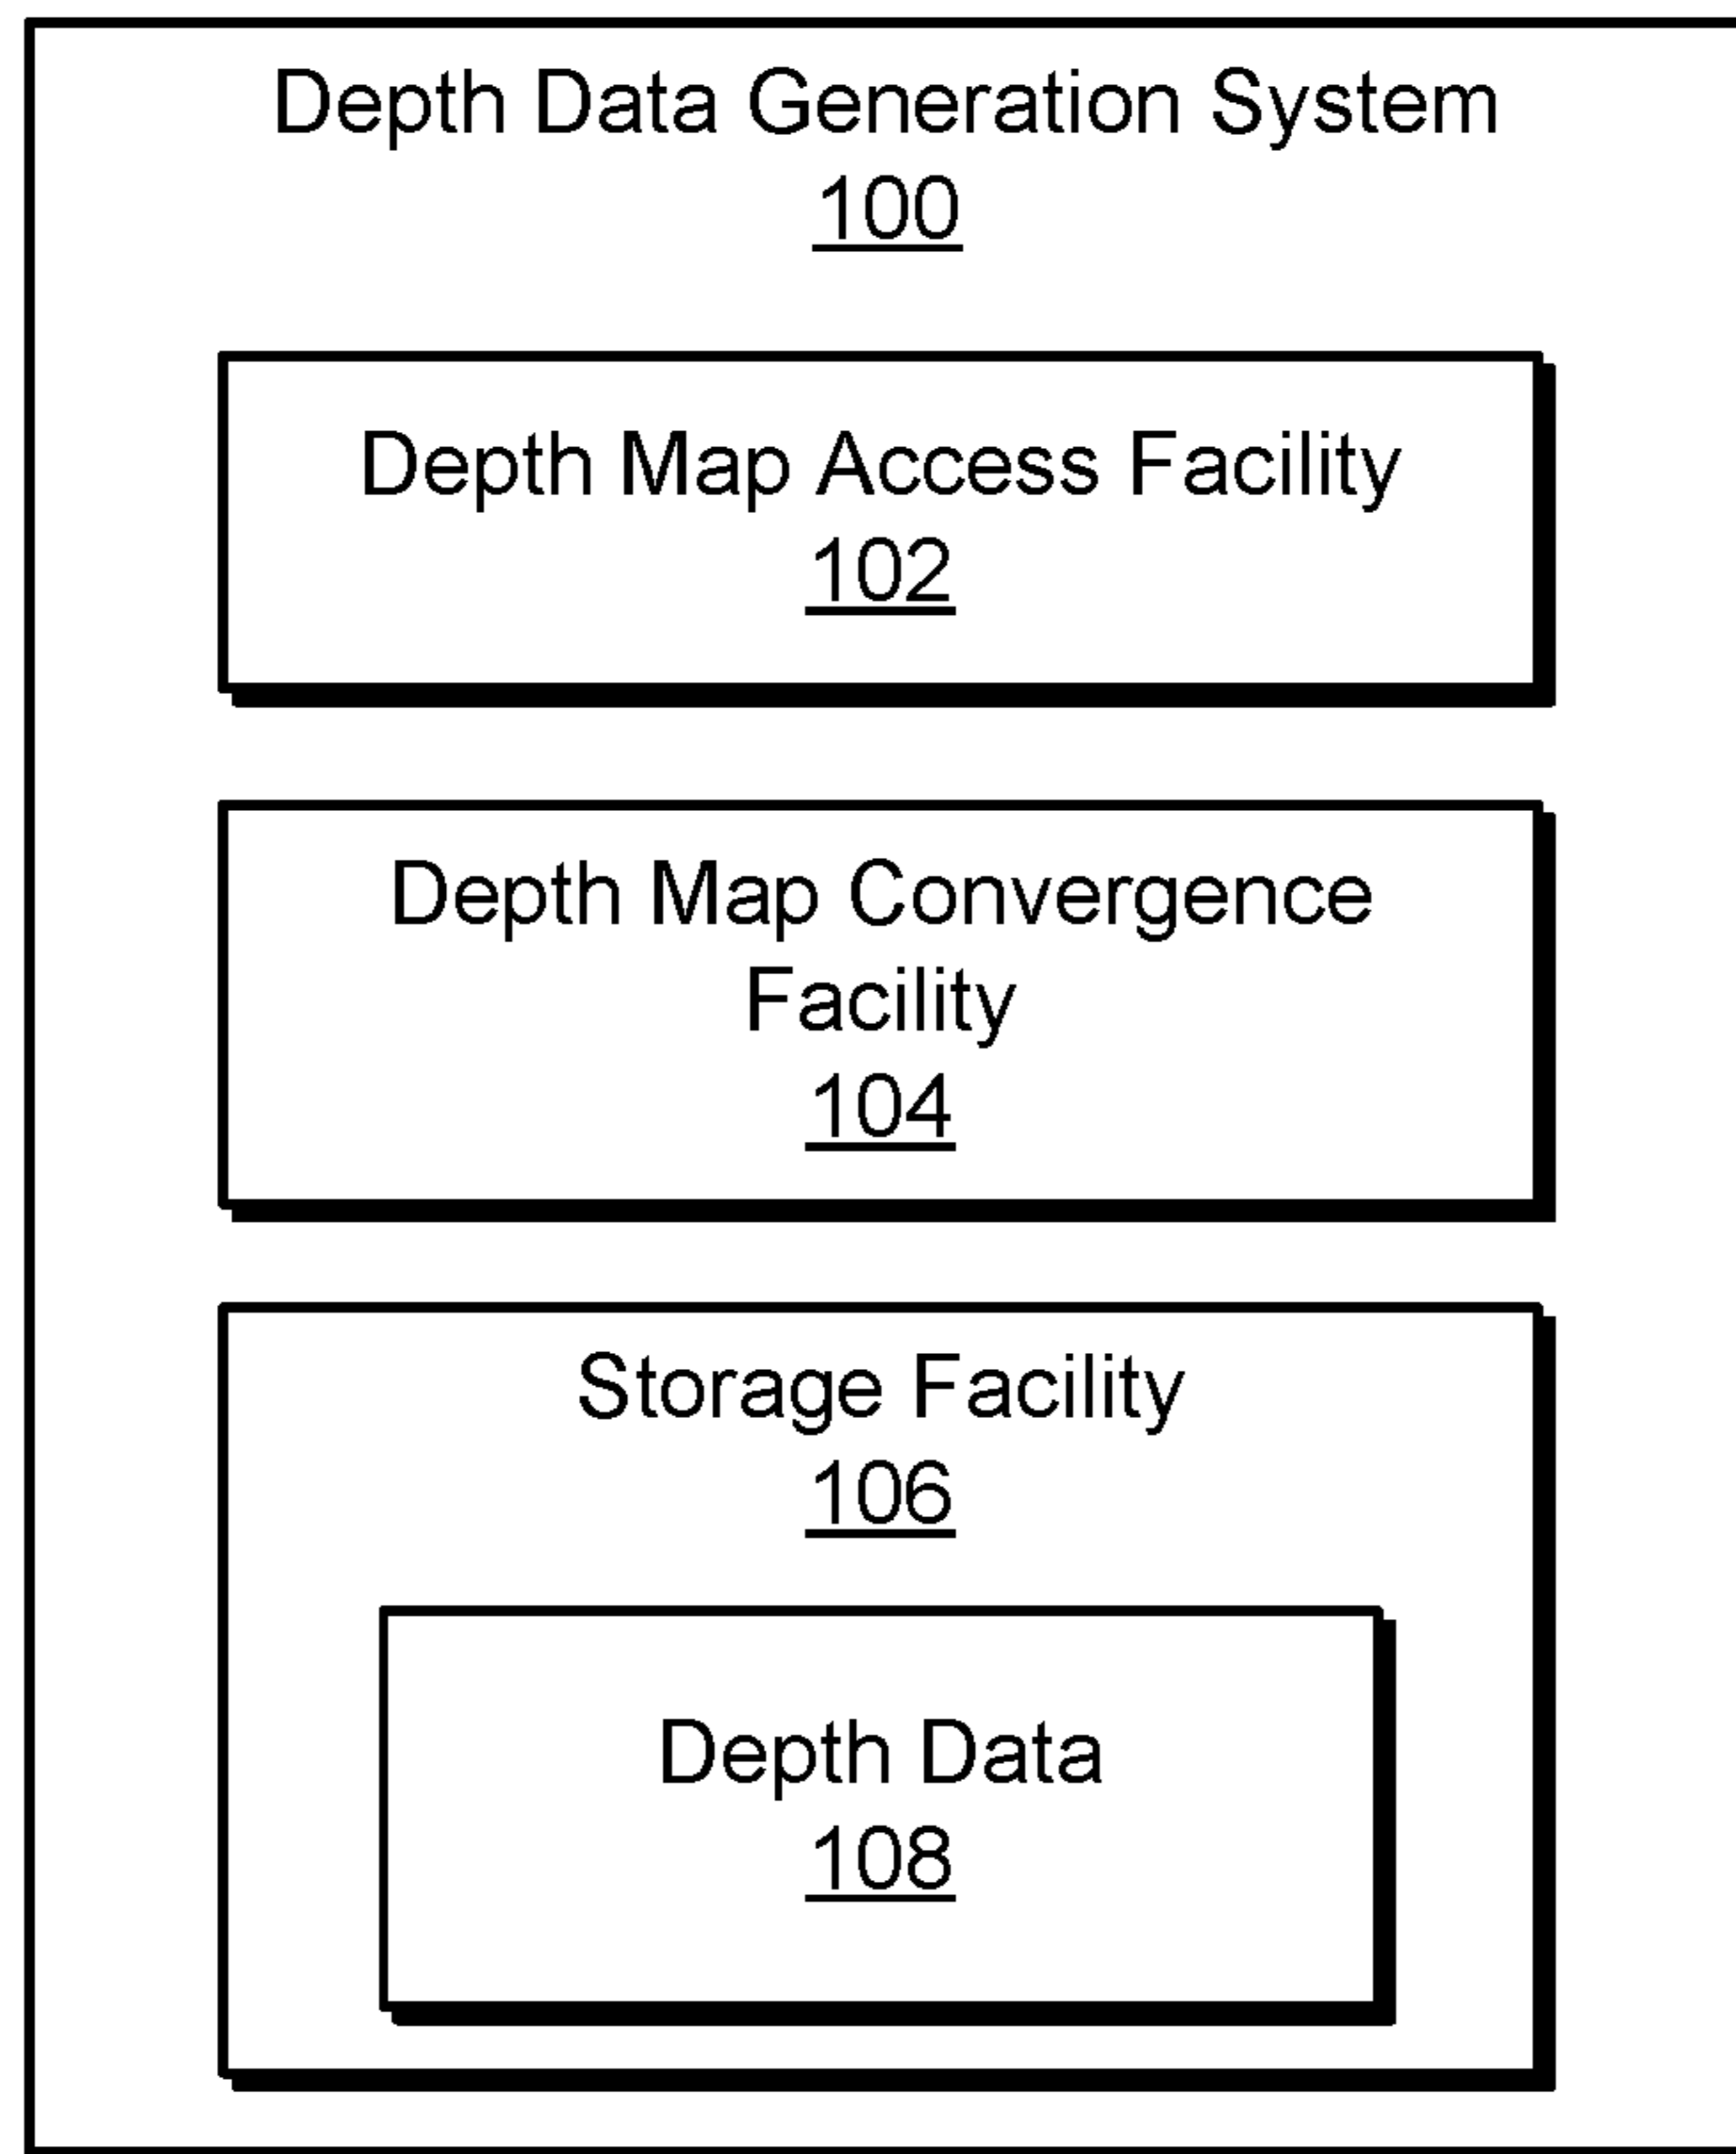 Depth Data Generation System
100
Depth Map Access Facility
102
Depth Map Convergence
Facility
104
Storage Facility
106
Depth Data
108